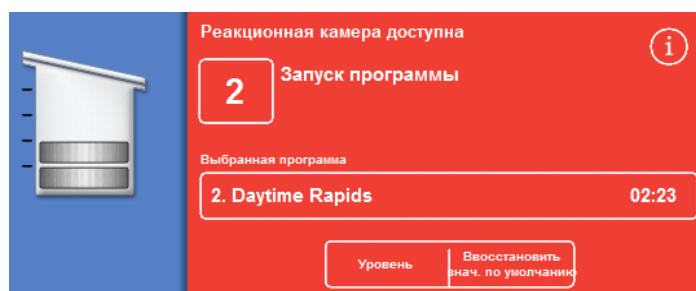 Реакционная камера доступна
i
2
Запуск программы
Выбранная программа
2. Daytime Rapids 02:23
Уровень
Ввосстановить
знач. по умолчанию